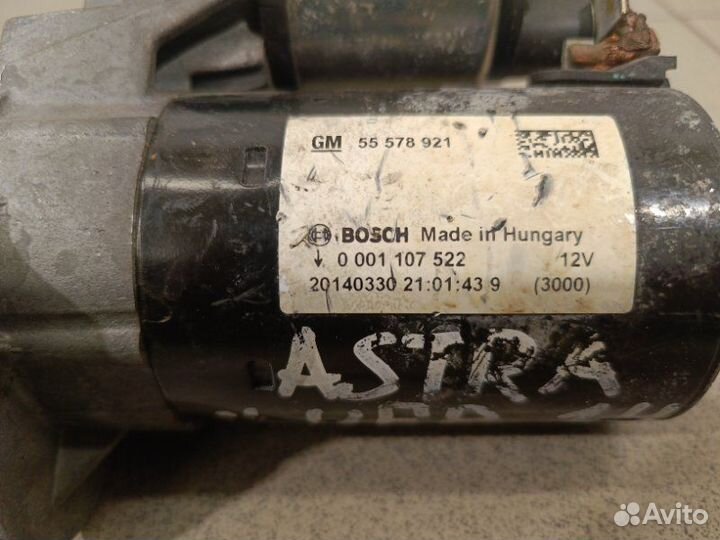 GM 55 578 921
BOSCH Made in Hungary
0 001 107 522 12V
20140330 21:01:43 9 (3000)
ASTRA
Avito